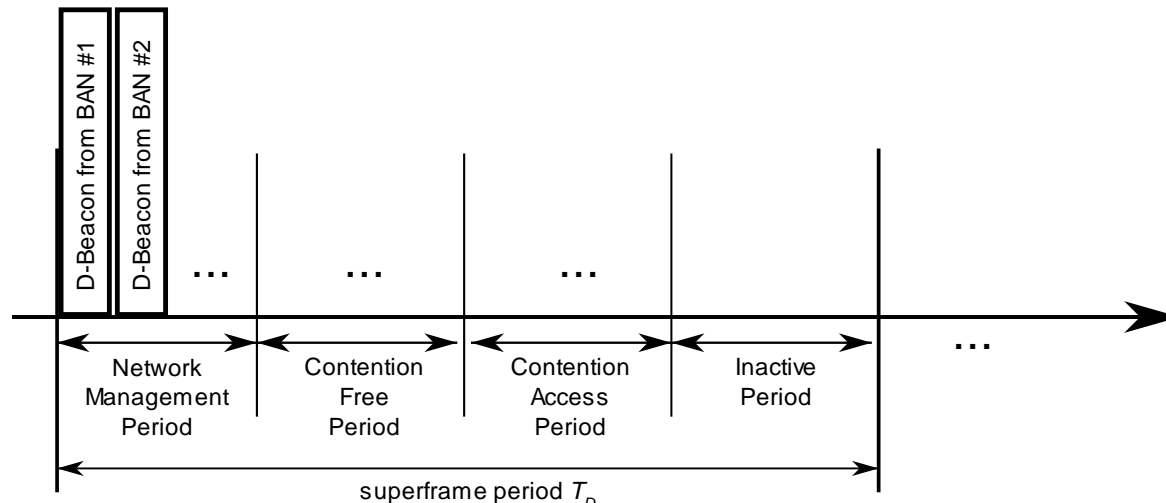 D-Beacon from BAN #1
D-Beacon from BAN #2
...
...
...
Network
Management
Period
Contention
Free
Period
Contention
Access
Period
Inactive
Period
...
superframe period T_D